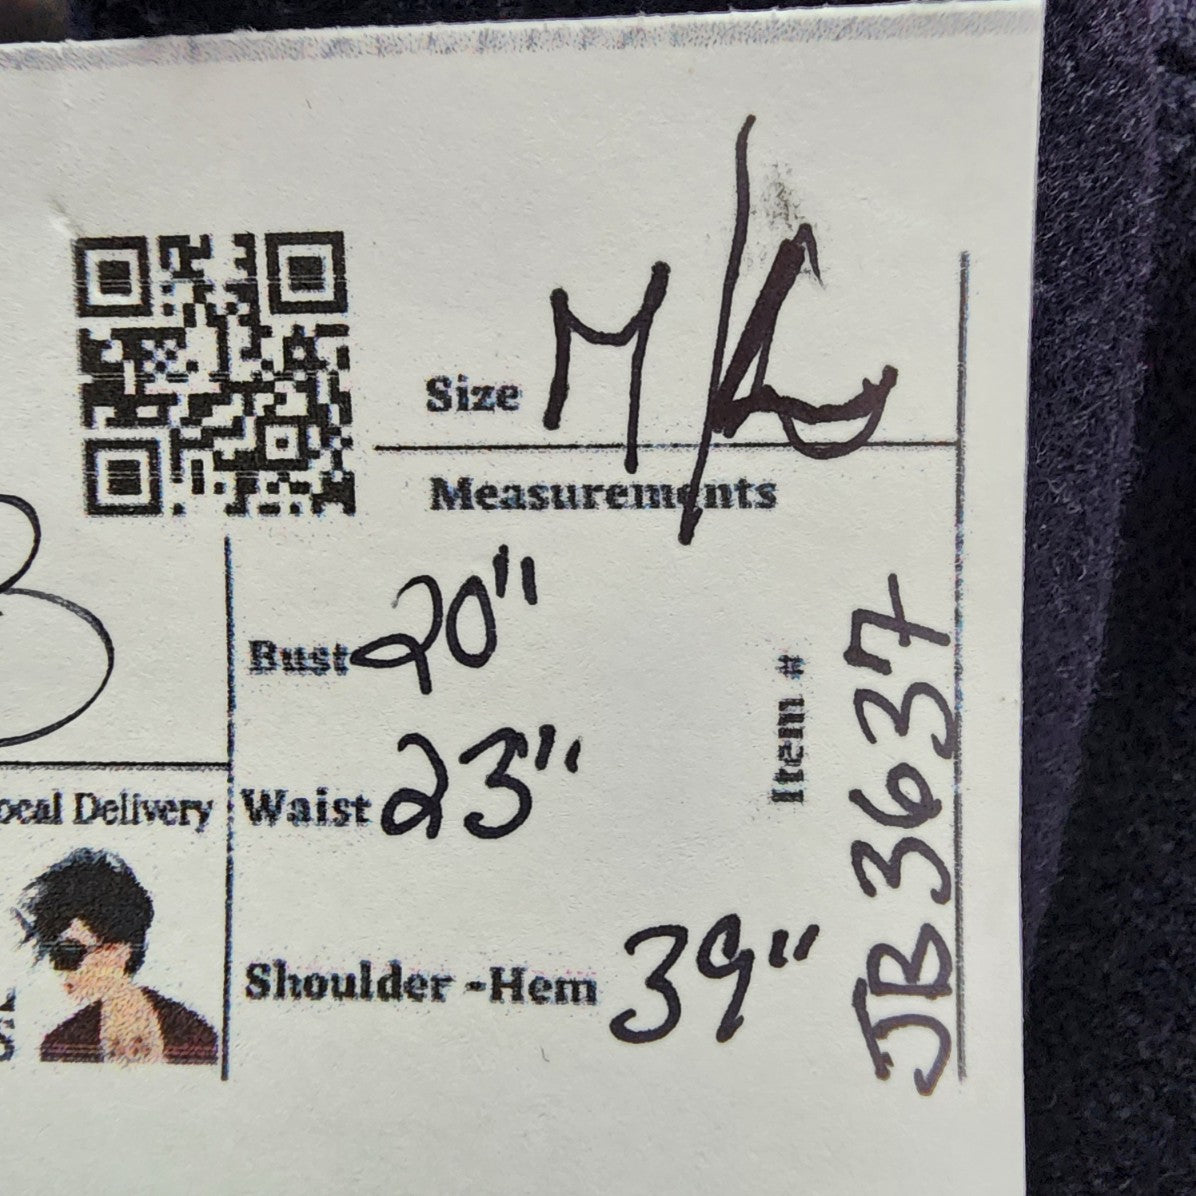 Size M/L
Measurements
Bust 20"
Waist 23"
Shoulder -Hem 39"
Item #
JB3637
B
ocal Delivery